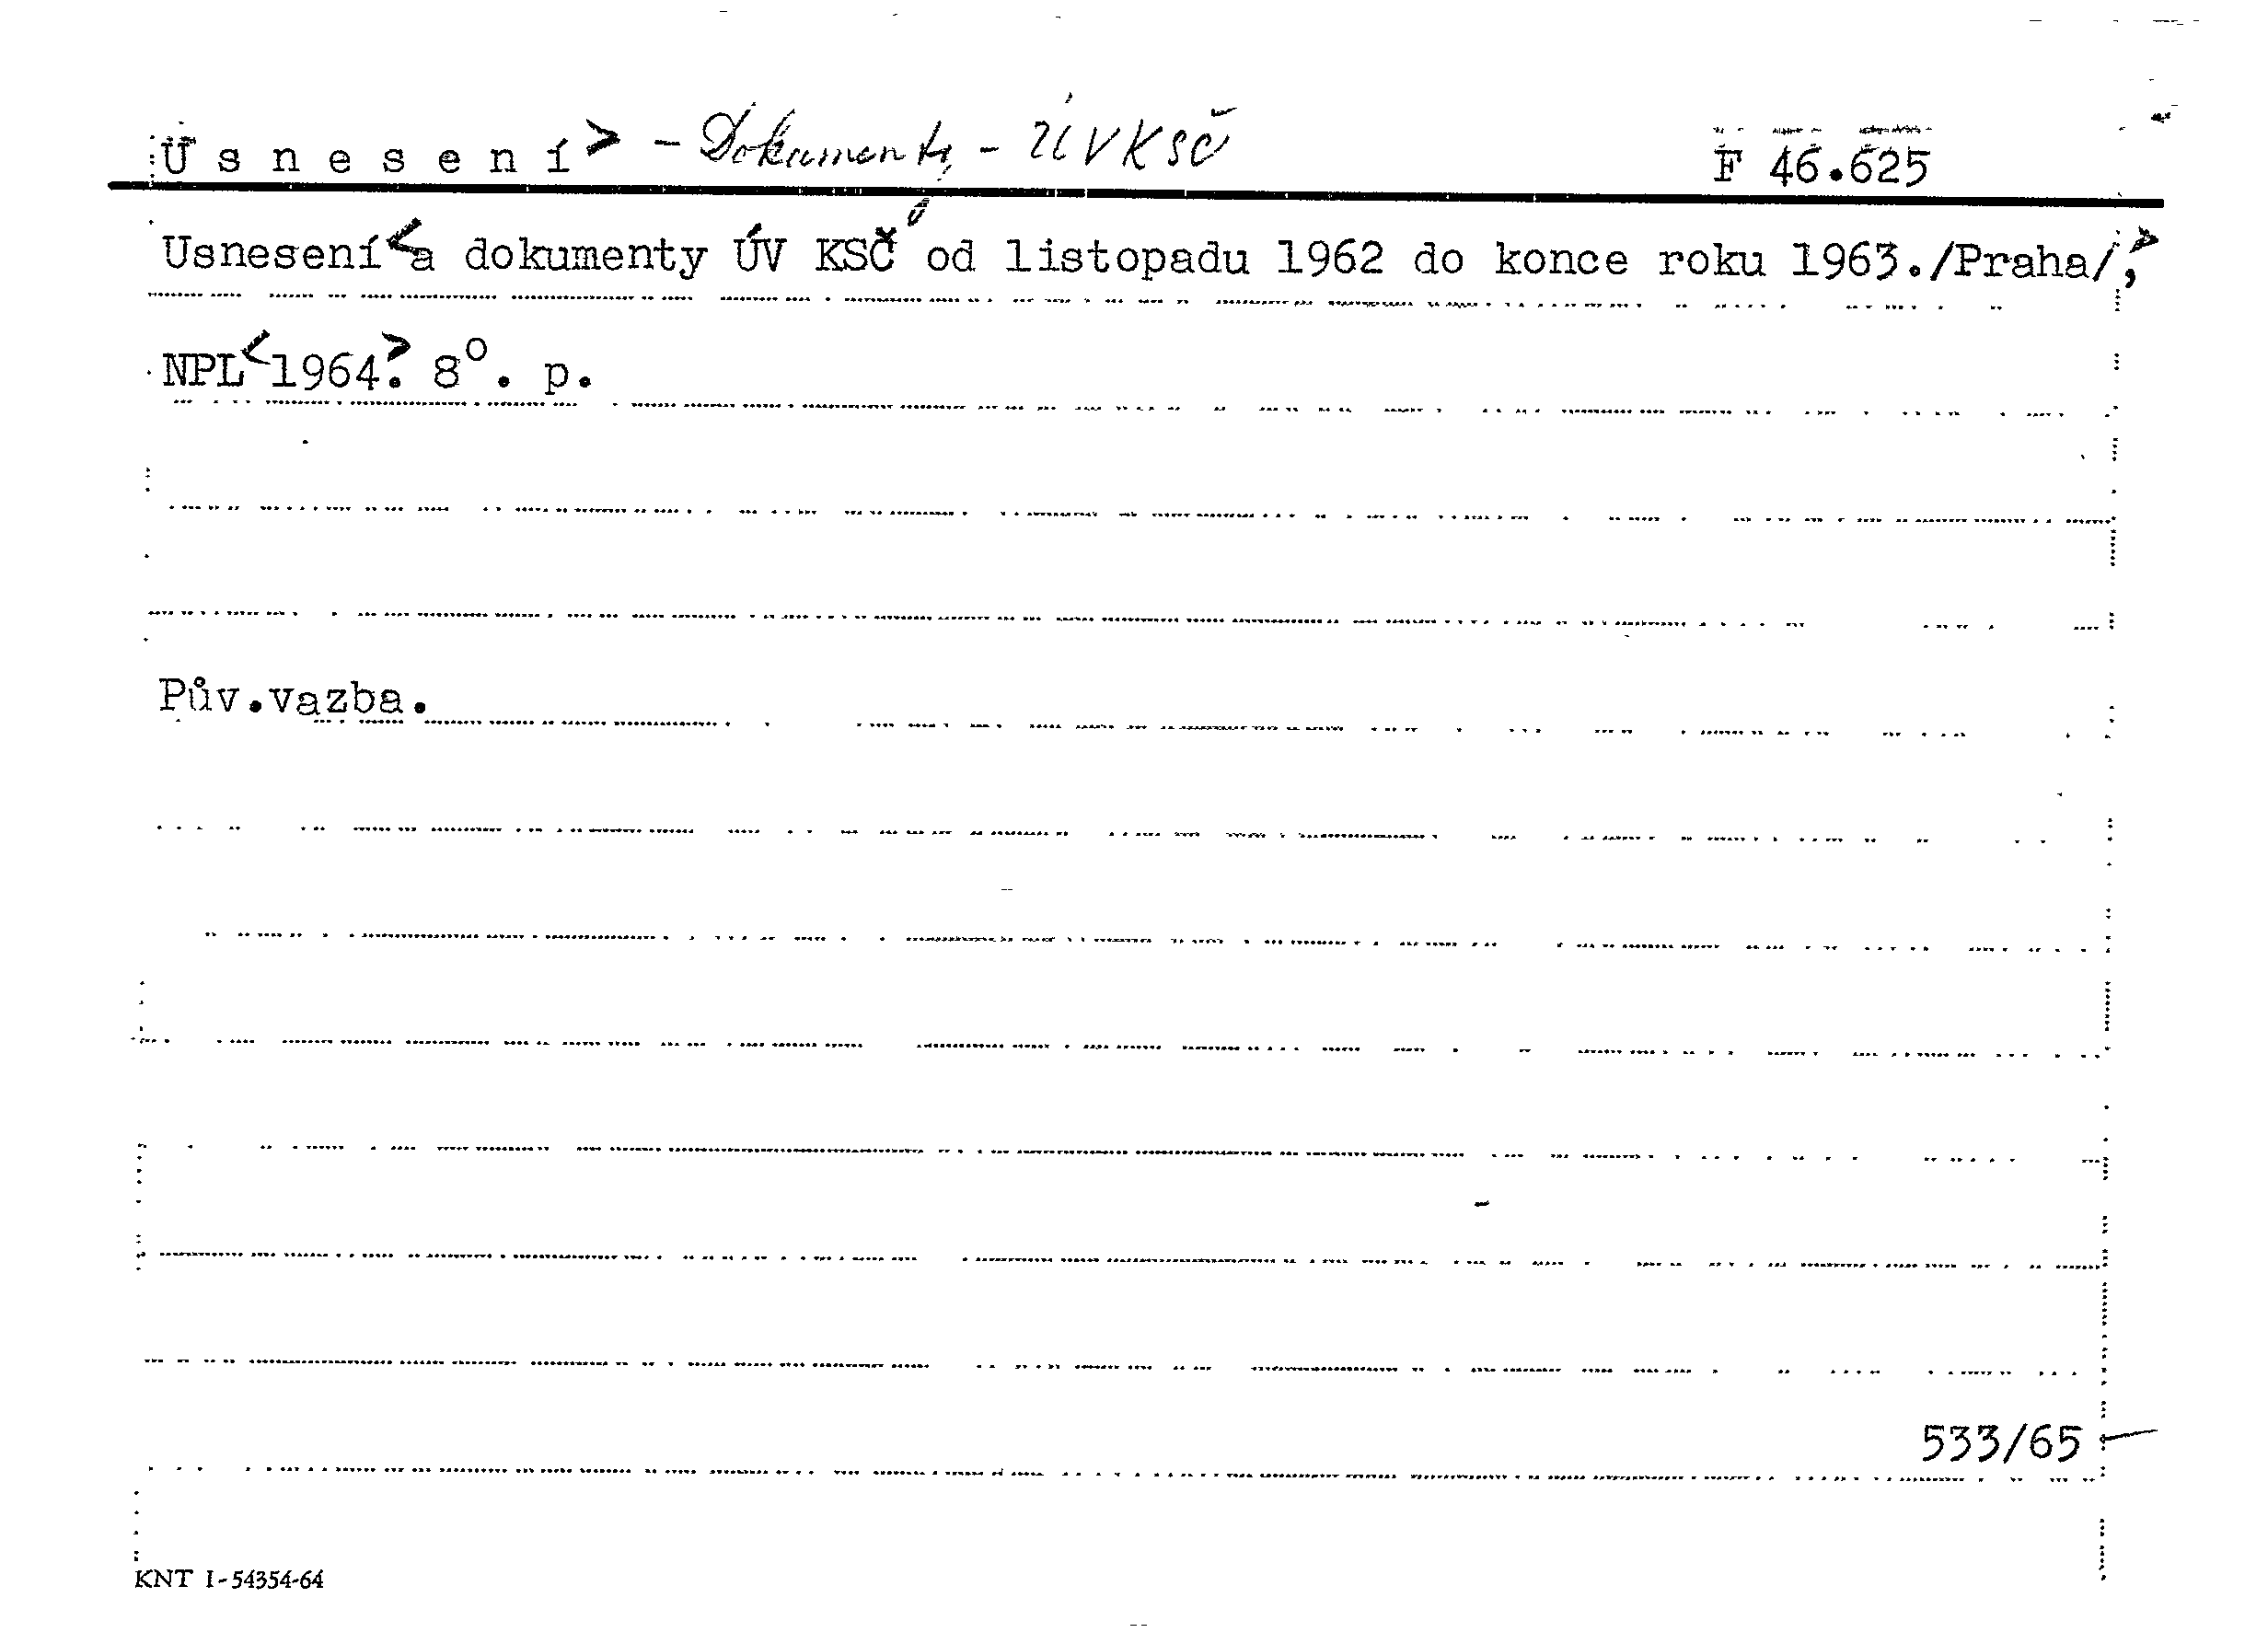 U s n e s e n í > - Dokumenty - ÚV KSČ F 46.625
Usnesení < a dokumenty ÚV KSČ od listopadu 1962 do konce roku 1963./Praha/, >
NPL < 1964. > 8°. p.
Pův.vazba.
533/65
KNT I-54354-64